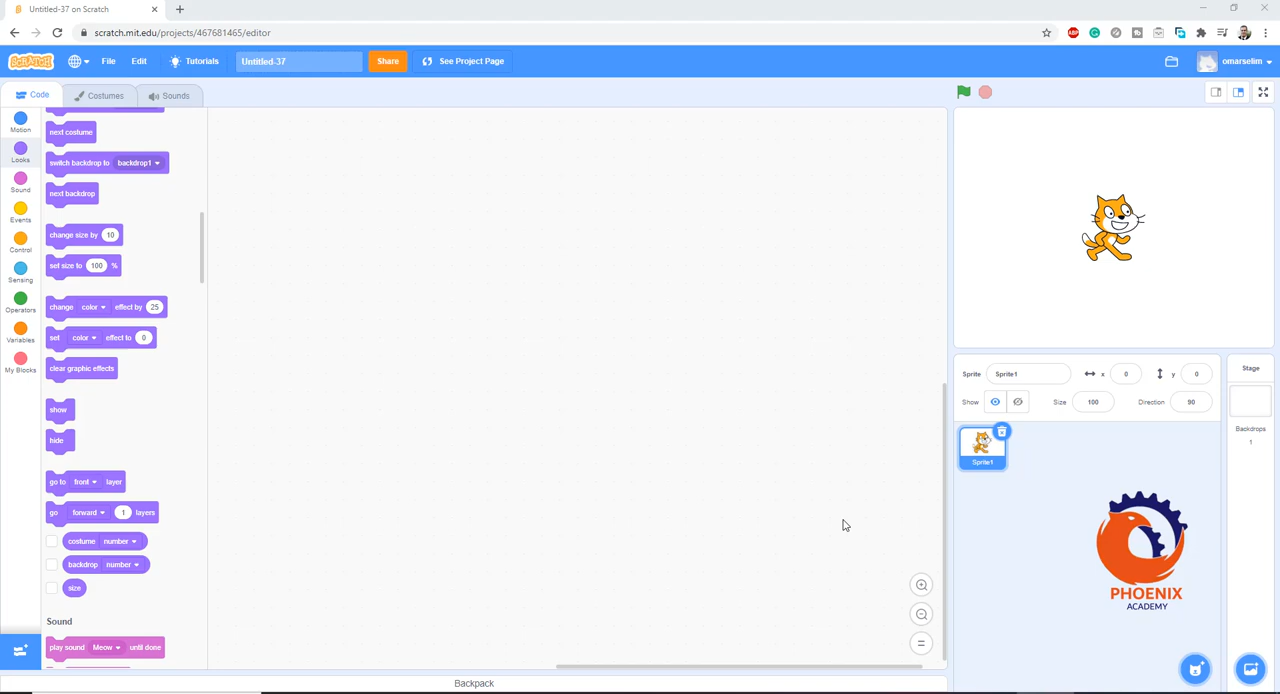 Untitled-37 on Scratch
scratch.mit.edu/projects/467681465/editor
ABP
SCRATCH
File
Edit
Tutorials
Untitled-37
Share
See Project Page
omarselim
Code
Costumes
Sounds
Motion
Looks
Sound
Events
Control
Sensing
Operators
Variables
My Blocks
next costume
switch backdrop to backdrop1
next backdrop
change size by 10
set size to 100 %
change color effect by 25
set color effect to 0
clear graphic effects
show
hide
go to front layer
go forward 1 layers
costume number
backdrop number
size
Sound
play sound Meow until done
Backpack
Sprite Sprite1 x 0 y 0
Show Size 100 Direction 90
Sprite1
Stage
Backdrops
1
PHOENIX
ACADEMY